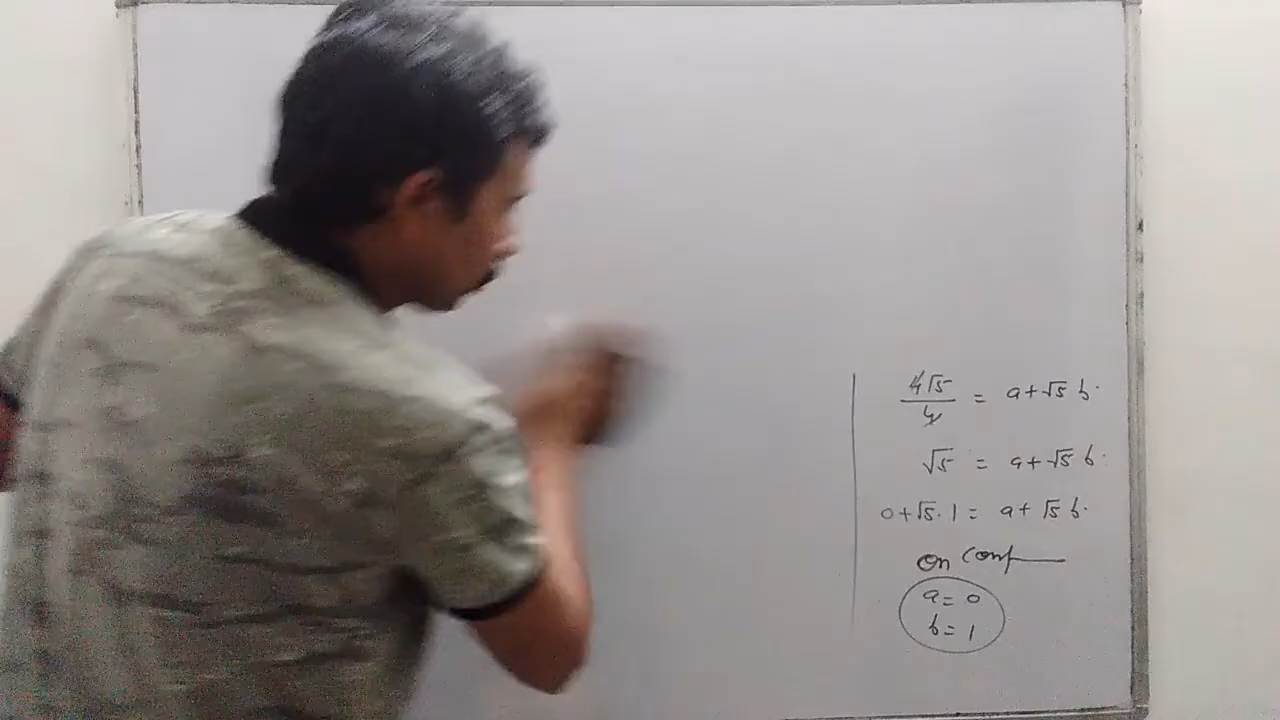 4√5/4 = a+√5 b.
√5 = a+√5 b.
0+√5.1 = a+ √5 b.
on comp
a= 0
b= 1